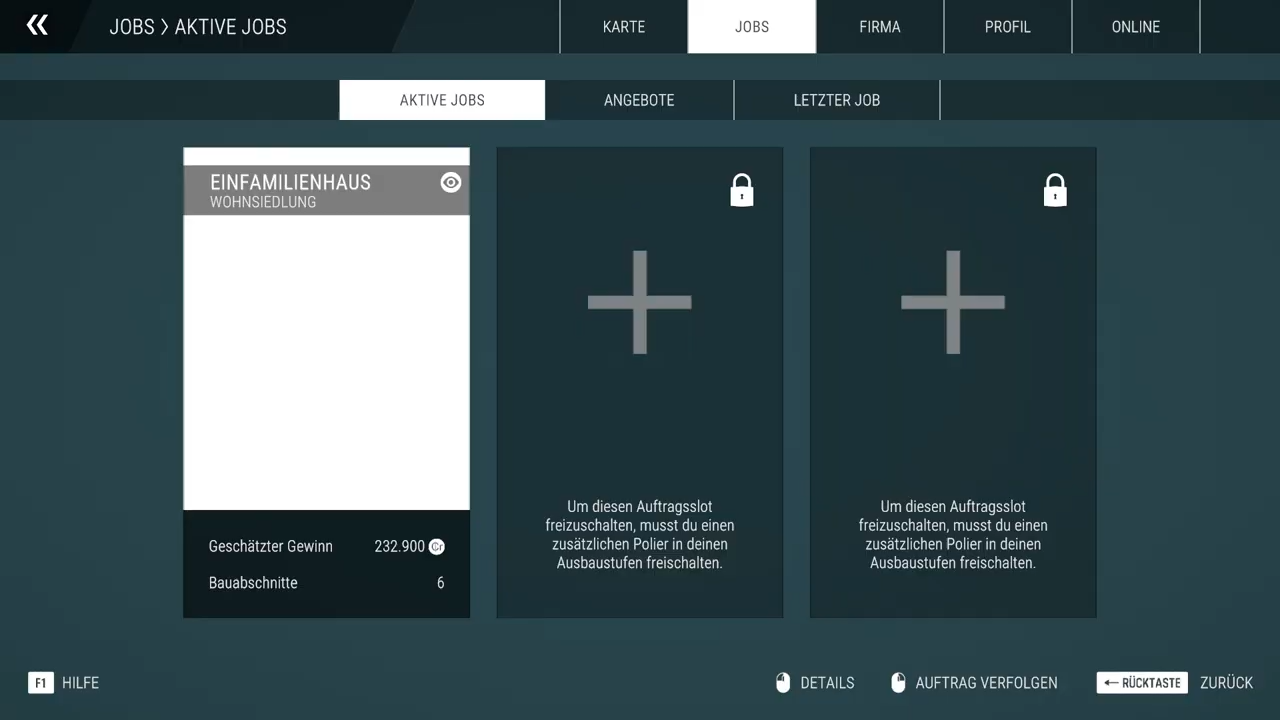 JOBS > AKTIVE JOBS
KARTE
JOBS
FIRMA
PROFIL
ONLINE
AKTIVE JOBS
ANGEBOTE
LETZTER JOB
EINFAMILIENHAUS
WOHNSIEDLUNG
Geschätzter Gewinn 232.900 Cr
Bauabschnitte 6
Um diesen Auftragsslot
freizuschalten, musst du einen
zusätzlichen Polier in deinen
Ausbaustufen freischalten.
Um diesen Auftragsslot
freizuschalten, musst du einen
zusätzlichen Polier in deinen
Ausbaustufen freischalten.
F1 HILFE
DETAILS
AUFTRAG VERFOLGEN
← RÜCKTASTE ZURÜCK